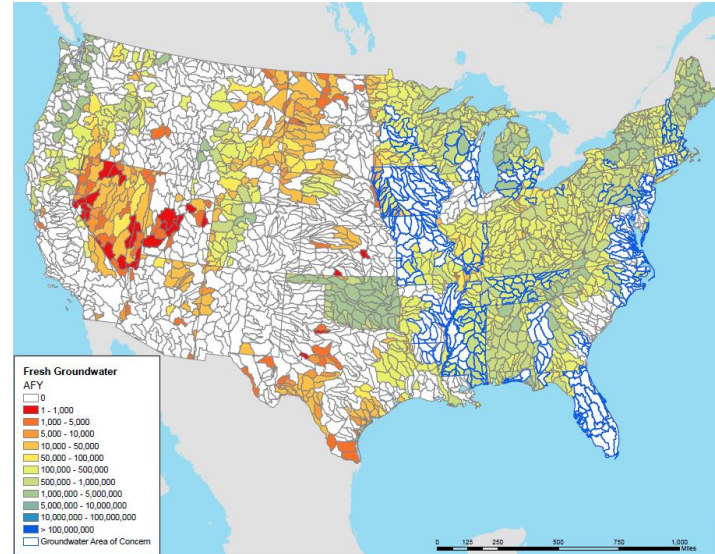 Fresh Groundwater
AFY
0
1 - 1,000
1,000 - 5,000
5,000 - 10,000
10,000 - 50,000
50,000 - 100,000
100,000 - 500,000
500,000 - 1,000,000
1,000,000 - 5,000,000
5,000,000 - 10,000,000
10,000,000 - 100,000,000
> 100,000,000
Groundwater Area of Concern
0 125 250 500 750 1,000
Miles